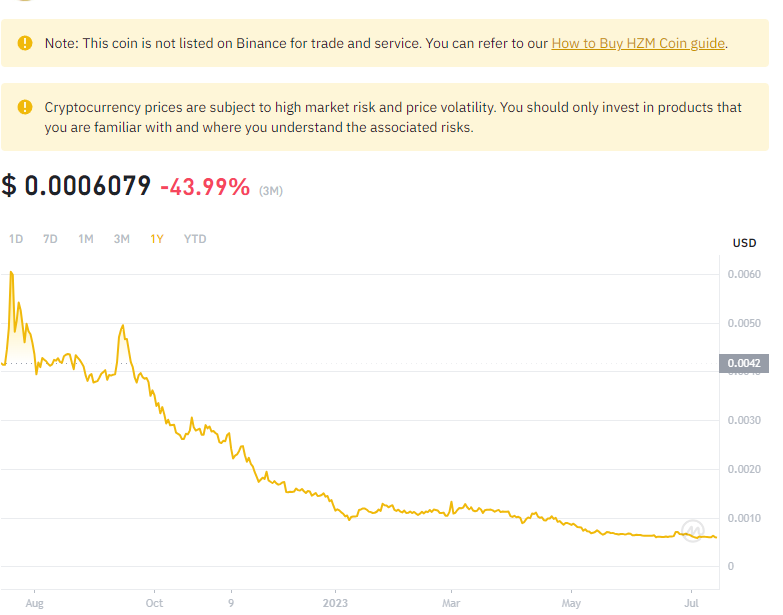 Note: This coin is not listed on Binance for trade and service. You can refer to our How to Buy HZM Coin guide.
Cryptocurrency prices are subject to high market risk and price volatility. You should only invest in products that
you are familiar with and where you understand the associated risks.
$ 0.0006079 -43.99% (3M)
1D 7D 1M 3M 1Y YTD
USD
0.0060
0.0050
0.0042
0.0030
0.0020
0.0010
0
Aug Oct 9 2023 Mar May Jul